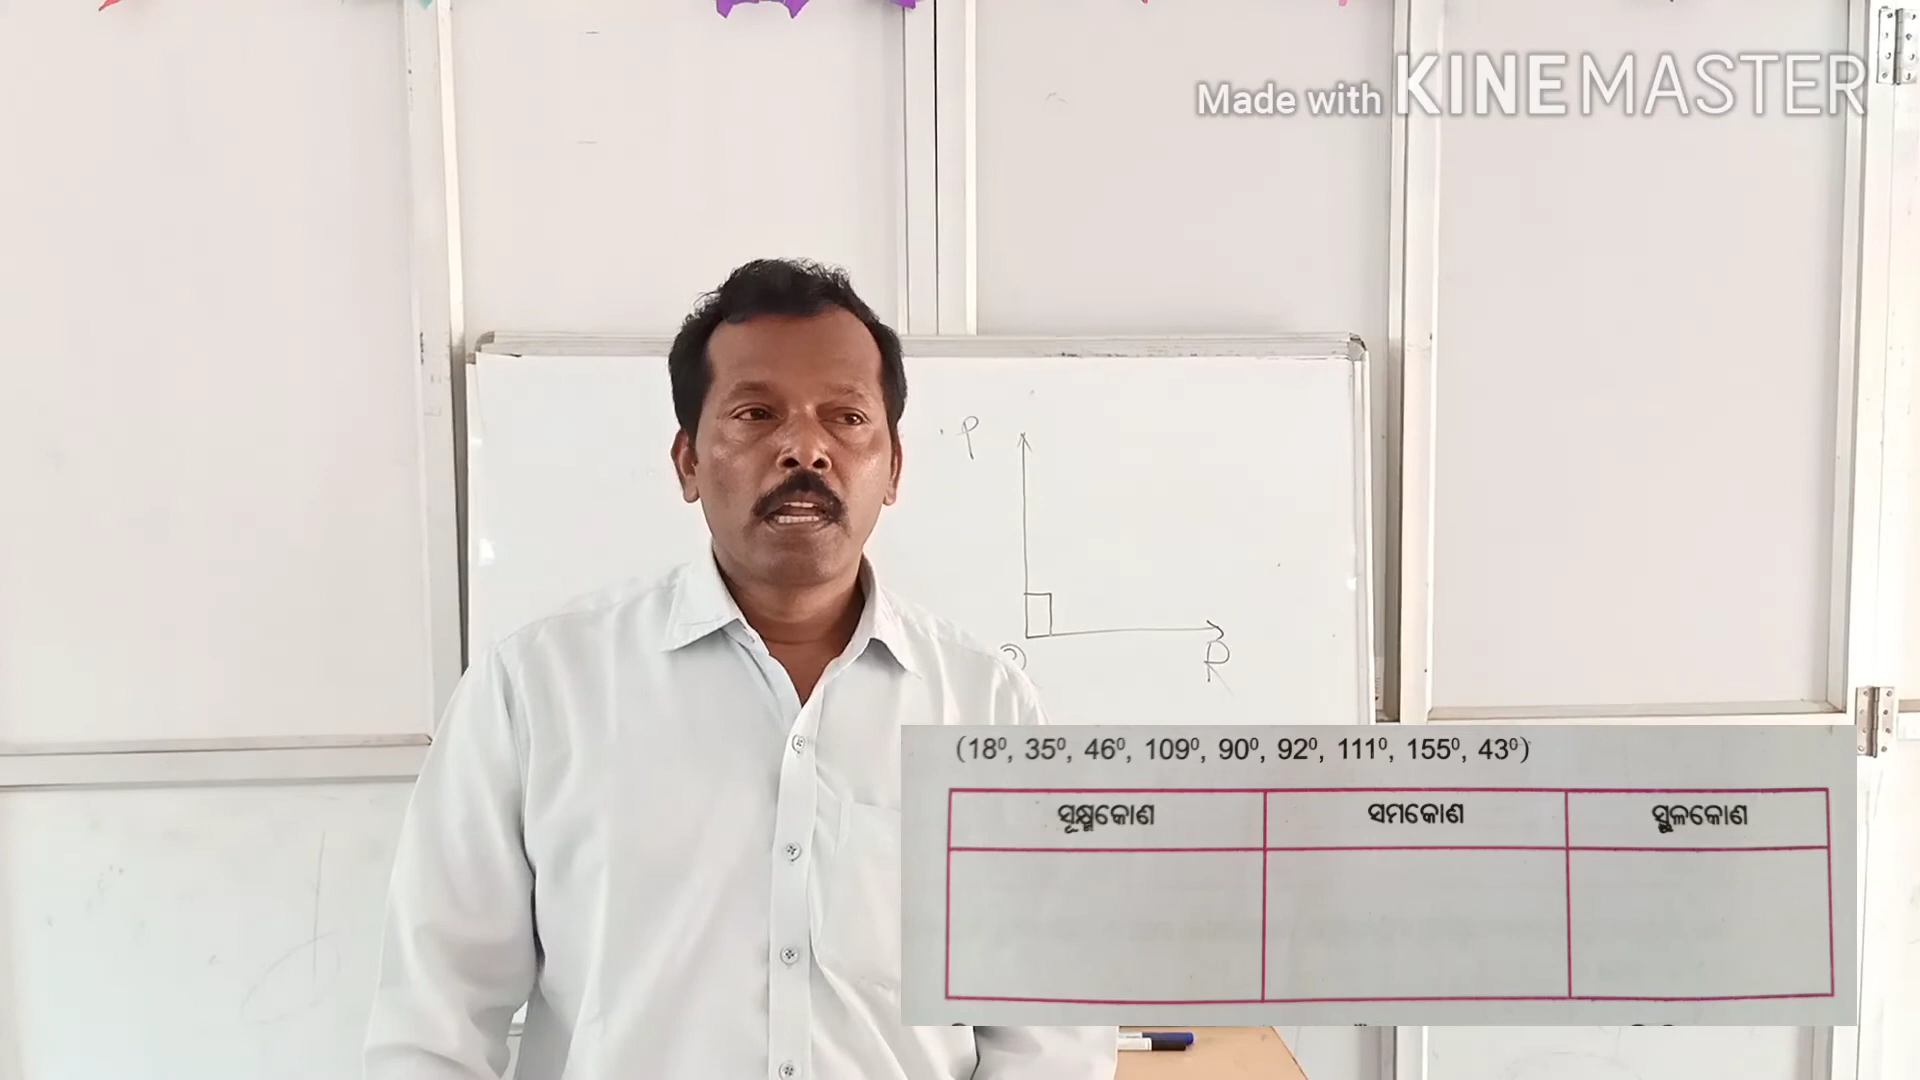 Made with KINEMASTER
P
R
(18⁰, 35⁰, 46⁰, 109⁰, 90⁰, 92⁰, 111⁰, 155⁰, 43⁰)
ସୂକ୍ଷ୍ମକୋଣ ସମକୋଣ ସ୍ଥୂଳକୋଣ